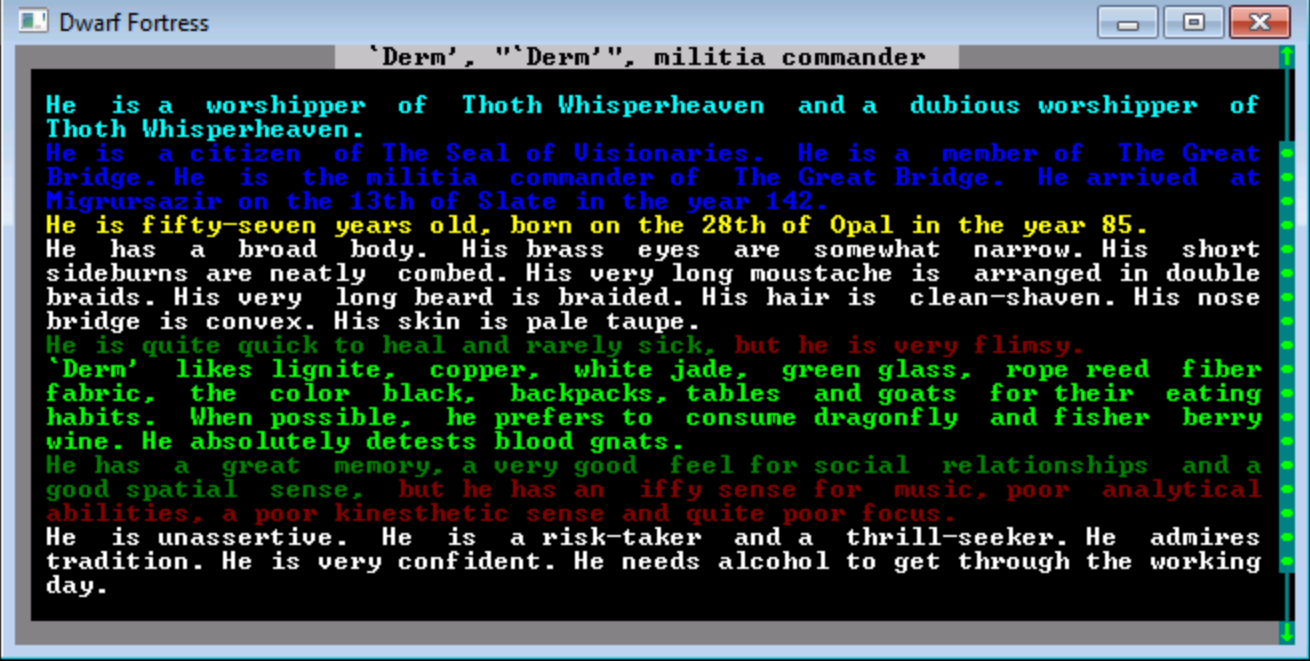 Dwarf Fortress
`Derm', "`Derm'", militia commander
He is a worshipper of Thoth Whisperheaven and a dubious worshipper of
Thoth Whisperheaven.
He is a citizen of The Seal of Visionaries. He is a member of The Great
Bridge. He is the militia commander of The Great Bridge. He arrived at
Migrursazir on the 13th of Slate in the year 142.
He is fifty-seven years old, born on the 28th of Opal in the year 85.
He has a broad body. His brass eyes are somewhat narrow. His short
sideburns are neatly combed. His very long moustache is arranged in double
braids. His very long beard is braided. His hair is clean-shaven. His nose
bridge is convex. His skin is pale taupe.
He is quite quick to heal and rarely sick, but he is very flimsy.
`Derm' likes lignite, copper, white jade, green glass, rope reed fiber
fabric, the color black, backpacks, tables and goats for their eating
habits. When possible, he prefers to consume dragonfly and fisher berry
wine. He absolutely detests blood gnats.
He has a great memory, a very good feel for social relationships and a
good spatial sense, but he has an iffy sense for music, poor analytical
abilities, a poor kinesthetic sense and quite poor focus.
He is unassertive. He is a risk-taker and a thrill-seeker. He admires
tradition. He is very confident. He needs alcohol to get through the working
day.